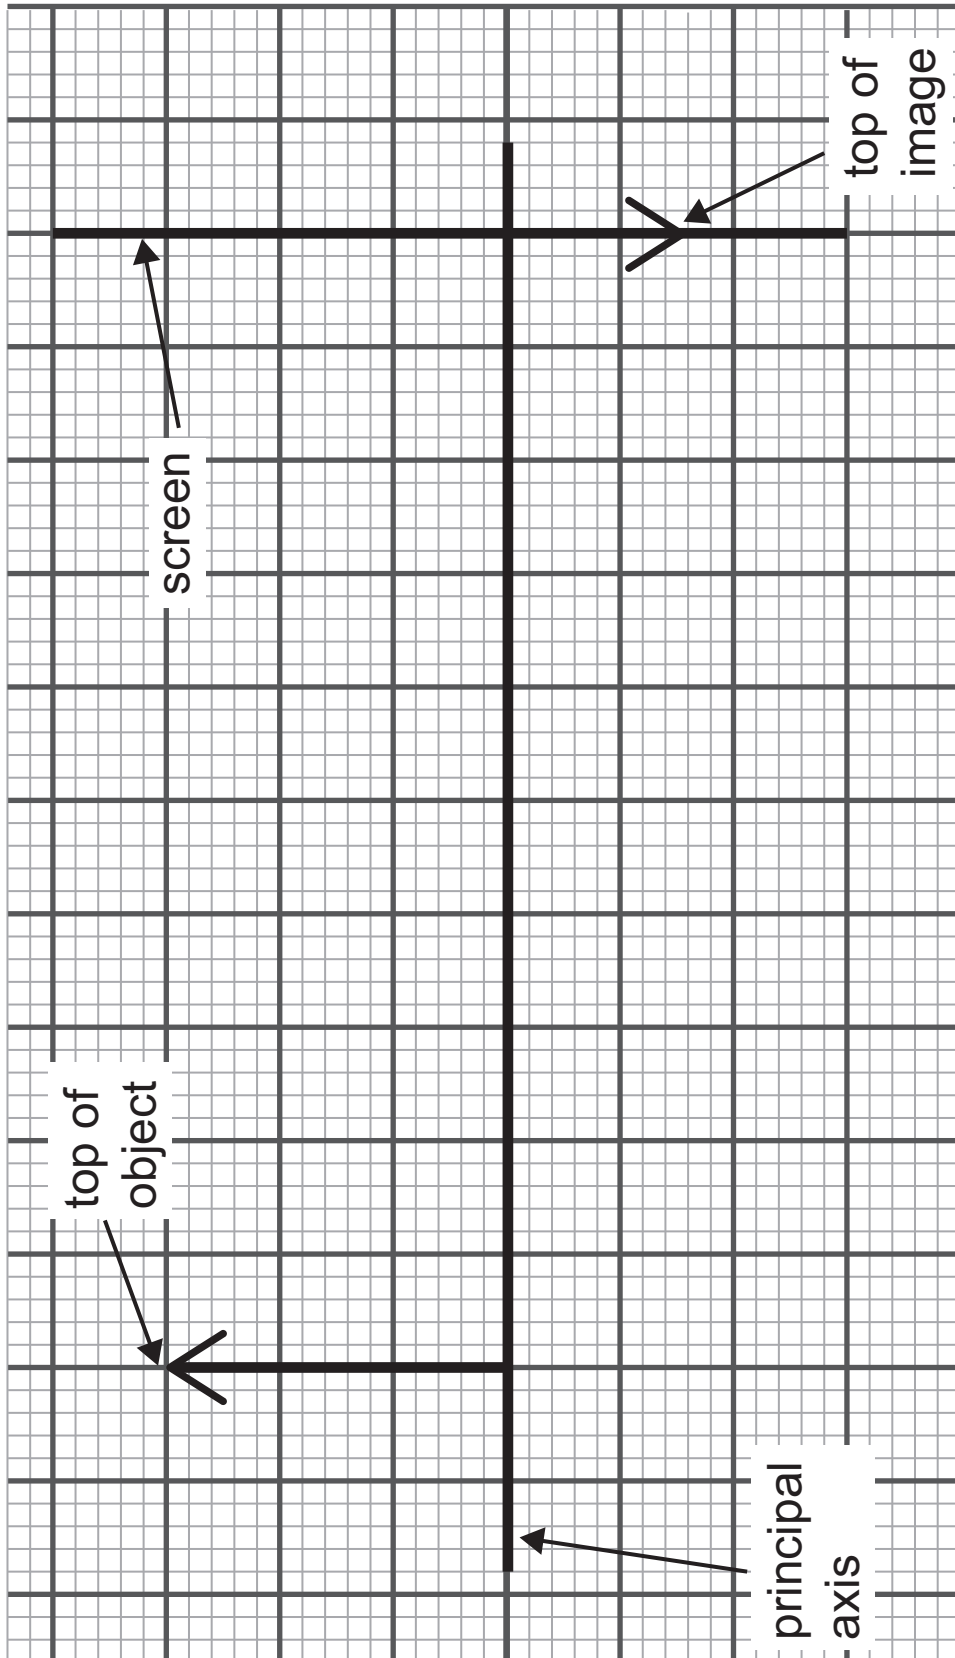 top of
object
screen
top of
image
principal
axis